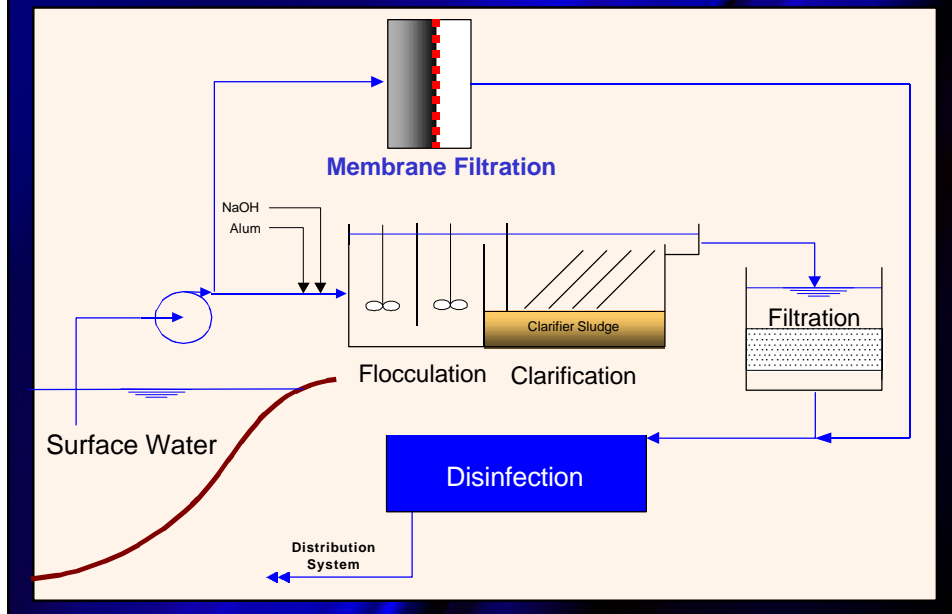 Membrane Filtration
NaOH
Alum
Clarifier Sludge
Filtration
Flocculation
Clarification
Surface Water
Disinfection
Distribution
System